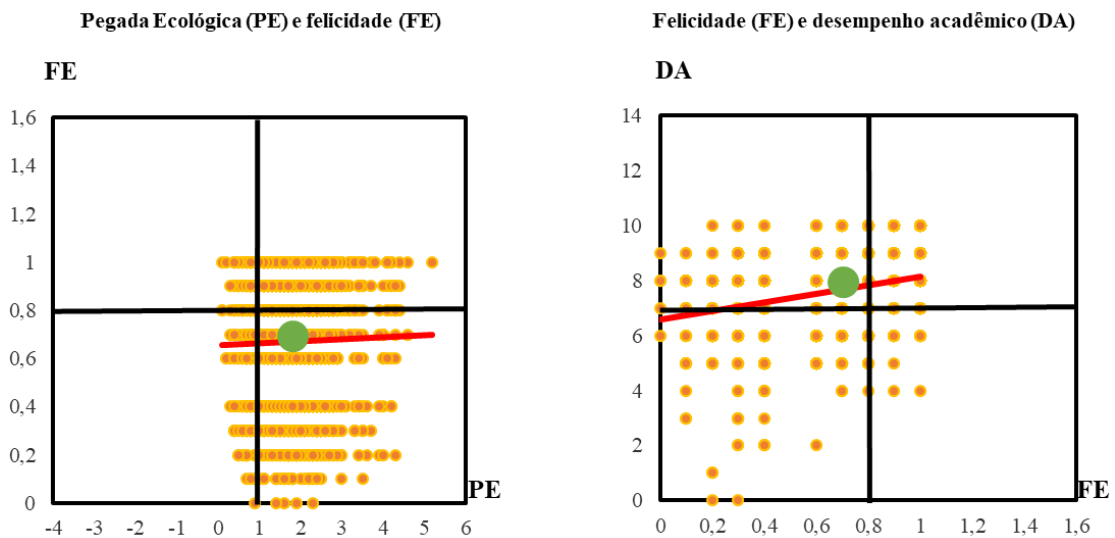 Pegada Ecológica (PE) e felicidade (FE)
FE
1,6
1,4
1,2
1
0,8
0,6
0,4
0,2
0
-4 -2 -1 0 1 2 3 4 5 6
PE
Felicidade (FE) e desempenho acadêmico (DA)
DA
14
12
10
8
6
4
2
0
0 0,2 0,4 0,6 0,8 1 1,2 1,4 1,6
FE